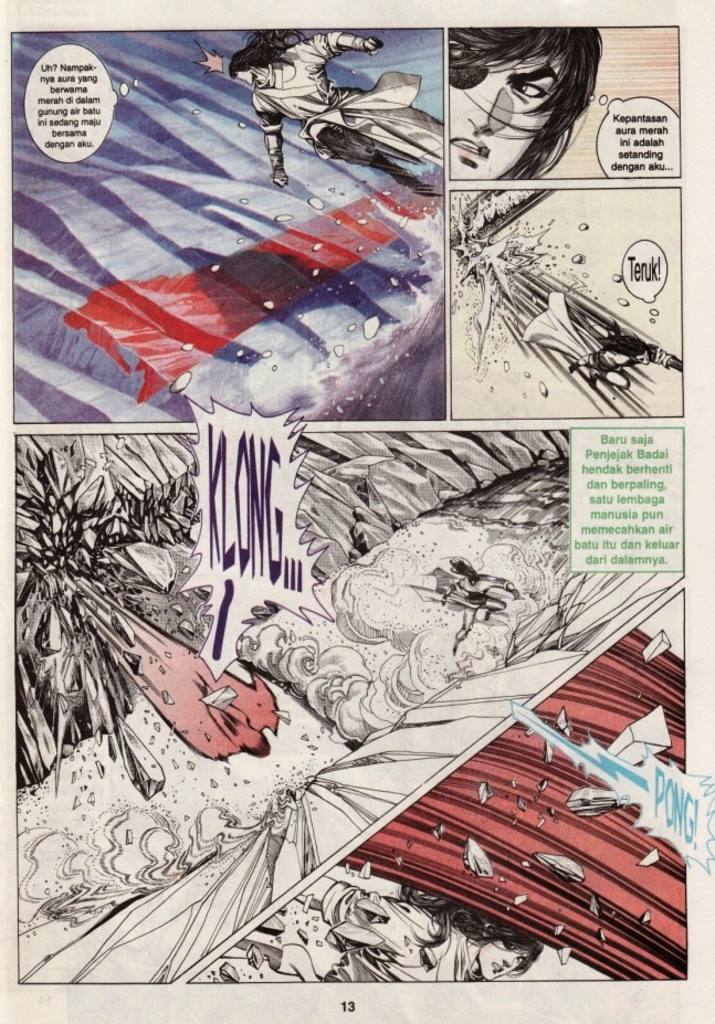 Uh? Nampak-
nya aura yang
berwarna
merah di dalam
gunung air batu
ini sedang maju
bersama
dengan aku.
Kepantasan
aura merah
ini adalah
setanding
dengan aku...
Teruk!
KLONG...
!
Baru saja
Penjejak Badai
hendak berhenti
dan berpaling,
satu lembaga
manusia pun
memecahkan air
batu itu dan keluar
dari dalamnya.
PONG!
13